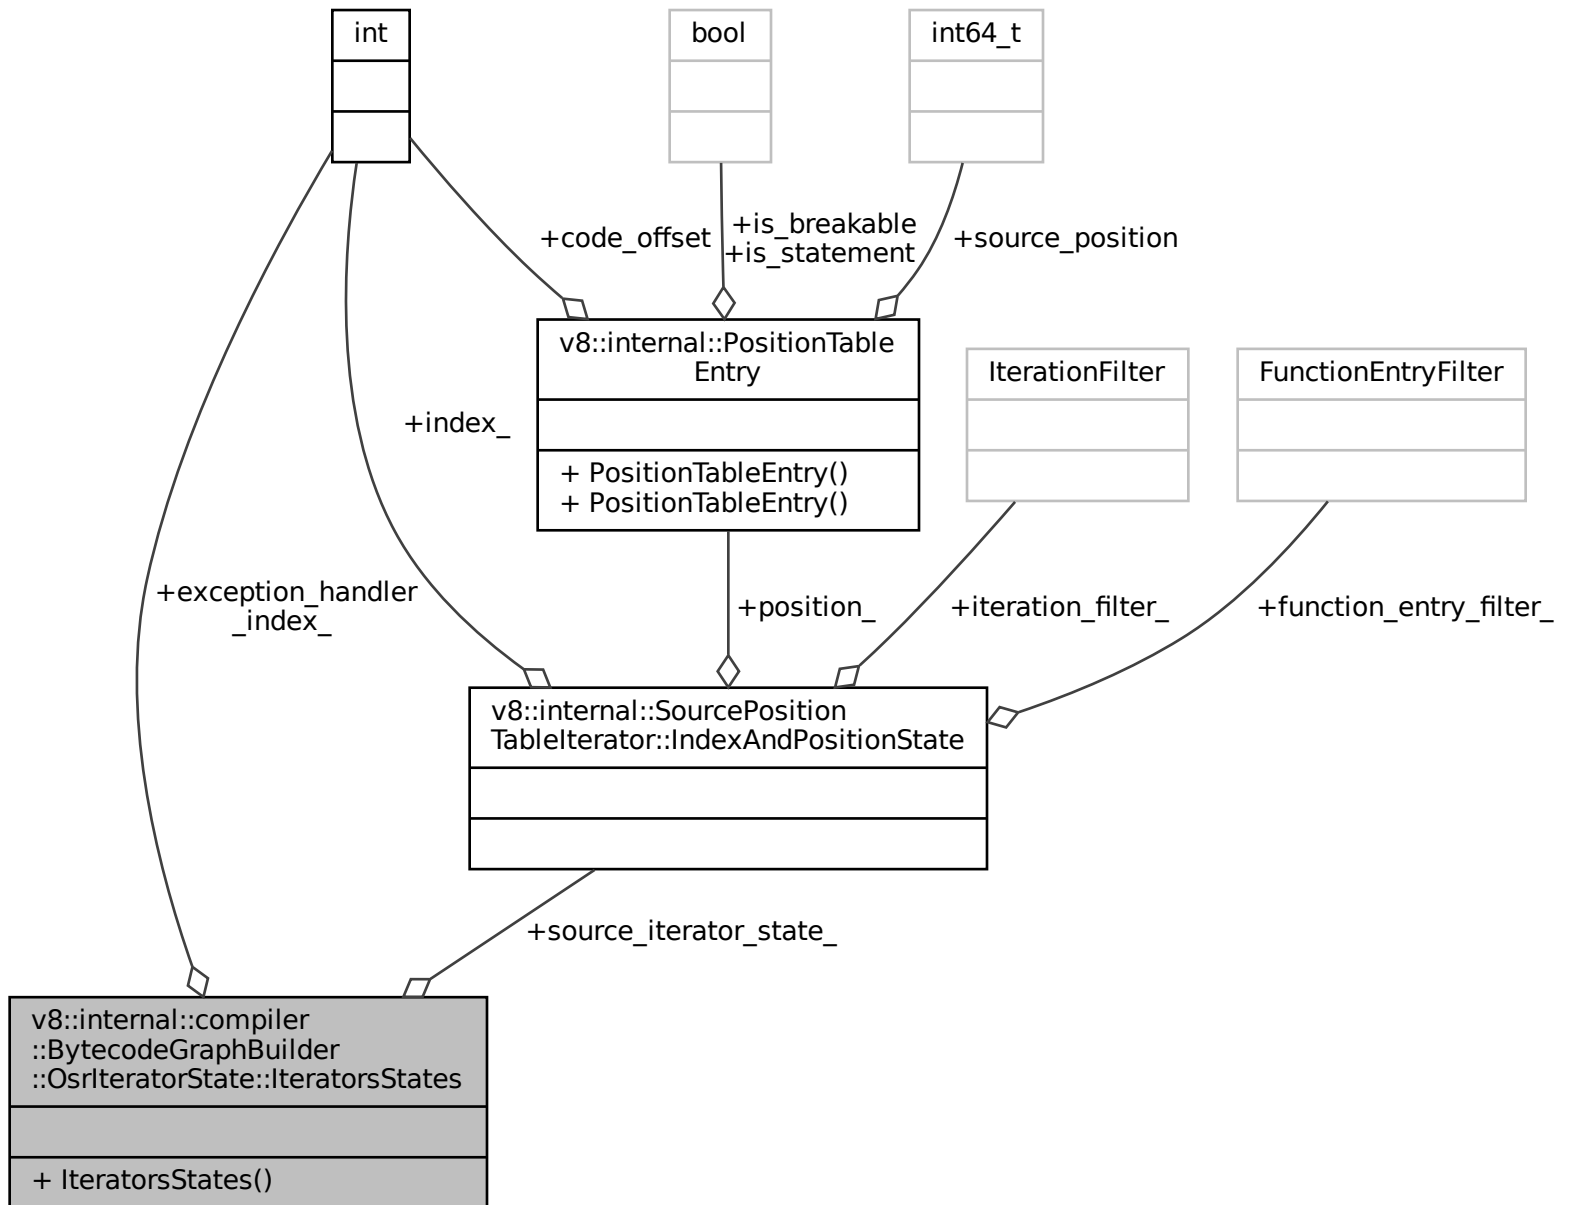 int
bool
int64_t
+code_offset
+is_breakable
+is_statement
+source_position
v8::internal::PositionTable
Entry
+ PositionTableEntry()
+ PositionTableEntry()
IterationFilter
FunctionEntryFilter
+index_
+exception_handler
_index_
+position_
+iteration_filter_
+function_entry_filter_
v8::internal::SourcePosition
TableIterator::IndexAndPositionState
+source_iterator_state_
v8::internal::compiler
::BytecodeGraphBuilder
::OsrIteratorState::IteratorsStates
+ IteratorsStates()